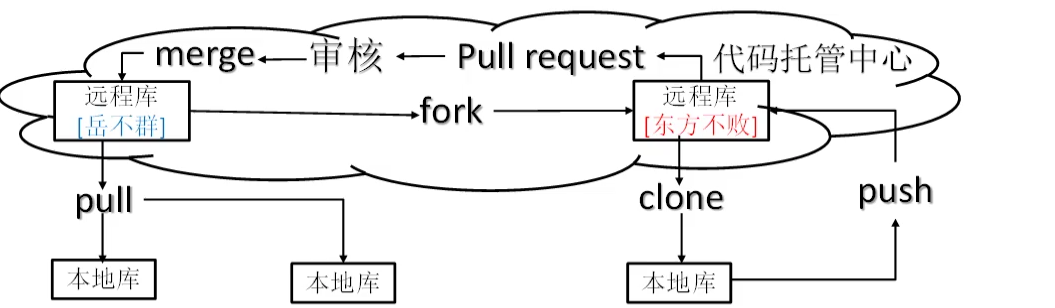 merge 审核 Pull request 代码托管中心
远程库
[岳不群]
fork
远程库
[东方不败]
pull
clone
push
本地库
本地库
本地库